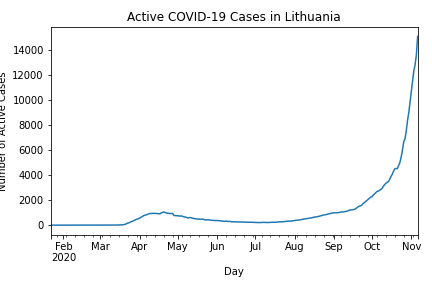 Active COVID-19 Cases in Lithuania
Number of Active Cases
14000
12000
10000
8000
6000
4000
2000
0
Feb Mar Apr May Jun Jul Aug Sep Oct Nov
2020
Day